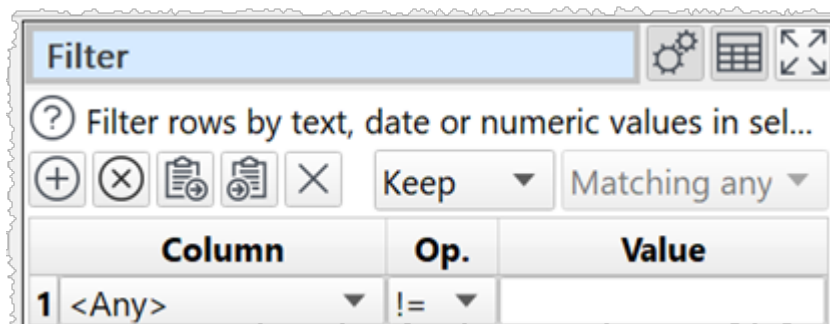 Filter
? Filter rows by text, date or numeric values in sel...
Keep Matching any
Column Op. Value
1 <Any> !=